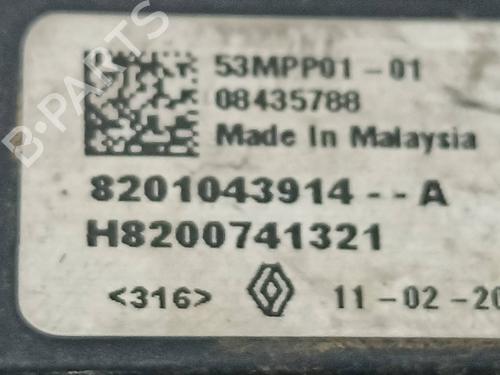 53MPP01-01
08435788
Made In Malaysia
8201043914--A
H8200741321
<316> 11-02-20
B-PARTS